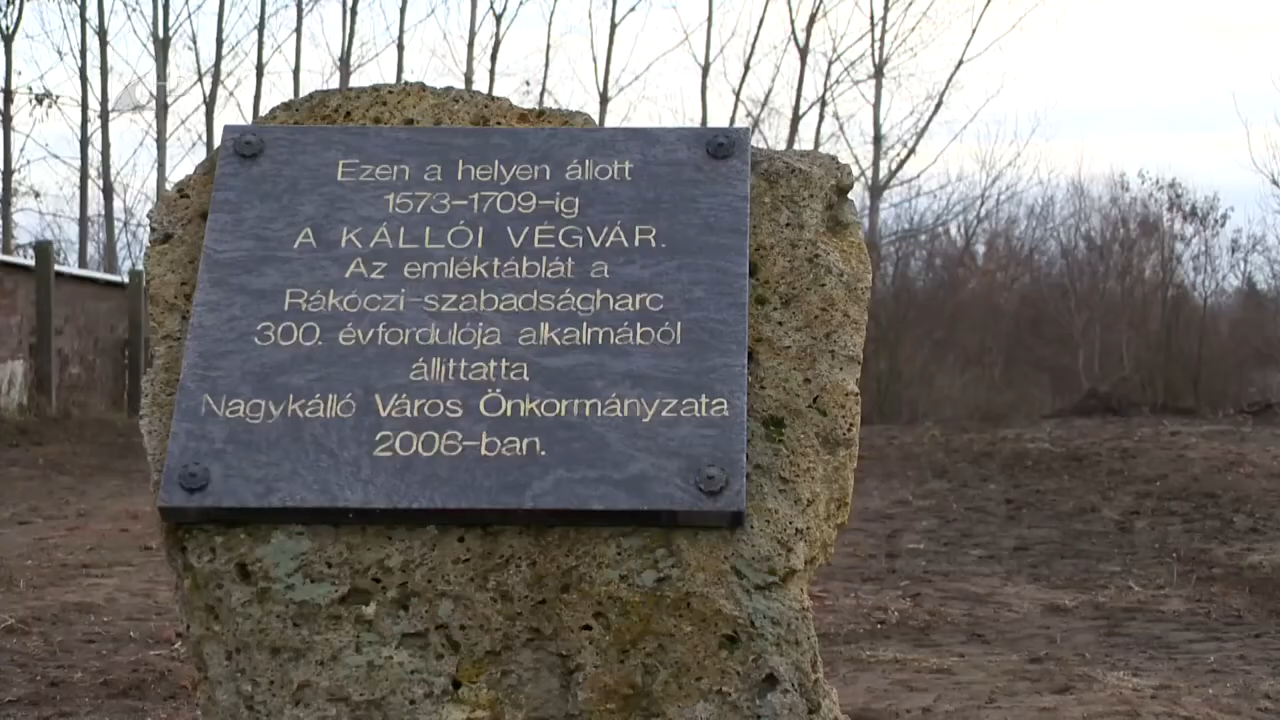 Ezen a helyen állott
1573-1709-ig
A KÁLLÓI VÉGVÁR.
Az emléktáblát a
Rákóczi-szabadságharc
300. évfordulója alkalmából
állíttatta
Nagykálló Város Önkormányzata
2006-ban.